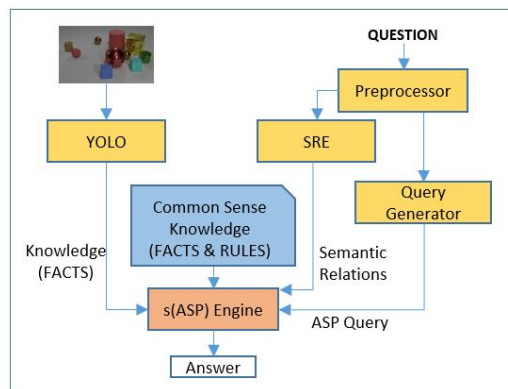 QUESTION
Preprocessor
YOLO
SRE
Query
Generator
Common Sense
Knowledge
(FACTS & RULES)
Knowledge
(FACTS)
Semantic
Relations
s(ASP) Engine
ASP Query
Answer